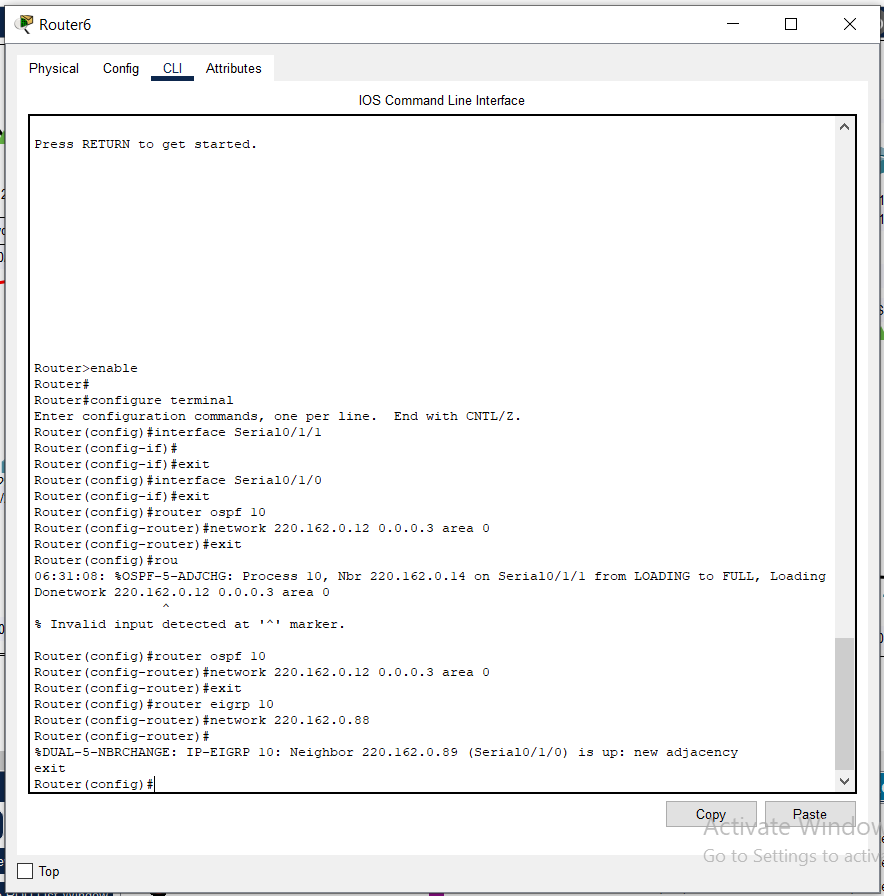 Router6
Physical Config CLI Attributes
IOS Command Line Interface
Press RETURN to get started.
Router>enable
Router#
Router#configure terminal
Enter configuration commands, one per line.  End with CNTL/Z.
Router(config)#interface Serial0/1/1
Router(config-if)#
Router(config-if)#exit
Router(config)#interface Serial0/1/0
Router(config-if)#exit
Router(config)#router ospf 10
Router(config-router)#network 220.162.0.12 0.0.0.3 area 0
Router(config-router)#exit
Router(config)#rou
06:31:08: %OSPF-5-ADJCHG: Process 10, Nbr 220.162.0.14 on Serial0/1/1 from LOADING to FULL, Loading
Donetwork 220.162.0.12 0.0.0.3 area 0
^
% Invalid input detected at '^' marker.
Router(config)#router ospf 10
Router(config-router)#network 220.162.0.12 0.0.0.3 area 0
Router(config-router)#exit
Router(config)#router eigrp 10
Router(config-router)#network 220.162.0.88
Router(config-router)#
%DUAL-5-NBRCHANGE: IP-EIGRP 10: Neighbor 220.162.0.89 (Serial0/1/0) is up: new adjacency
exit
Router(config)#
Copy Paste
Activate Window
Go to Settings to activ
Top